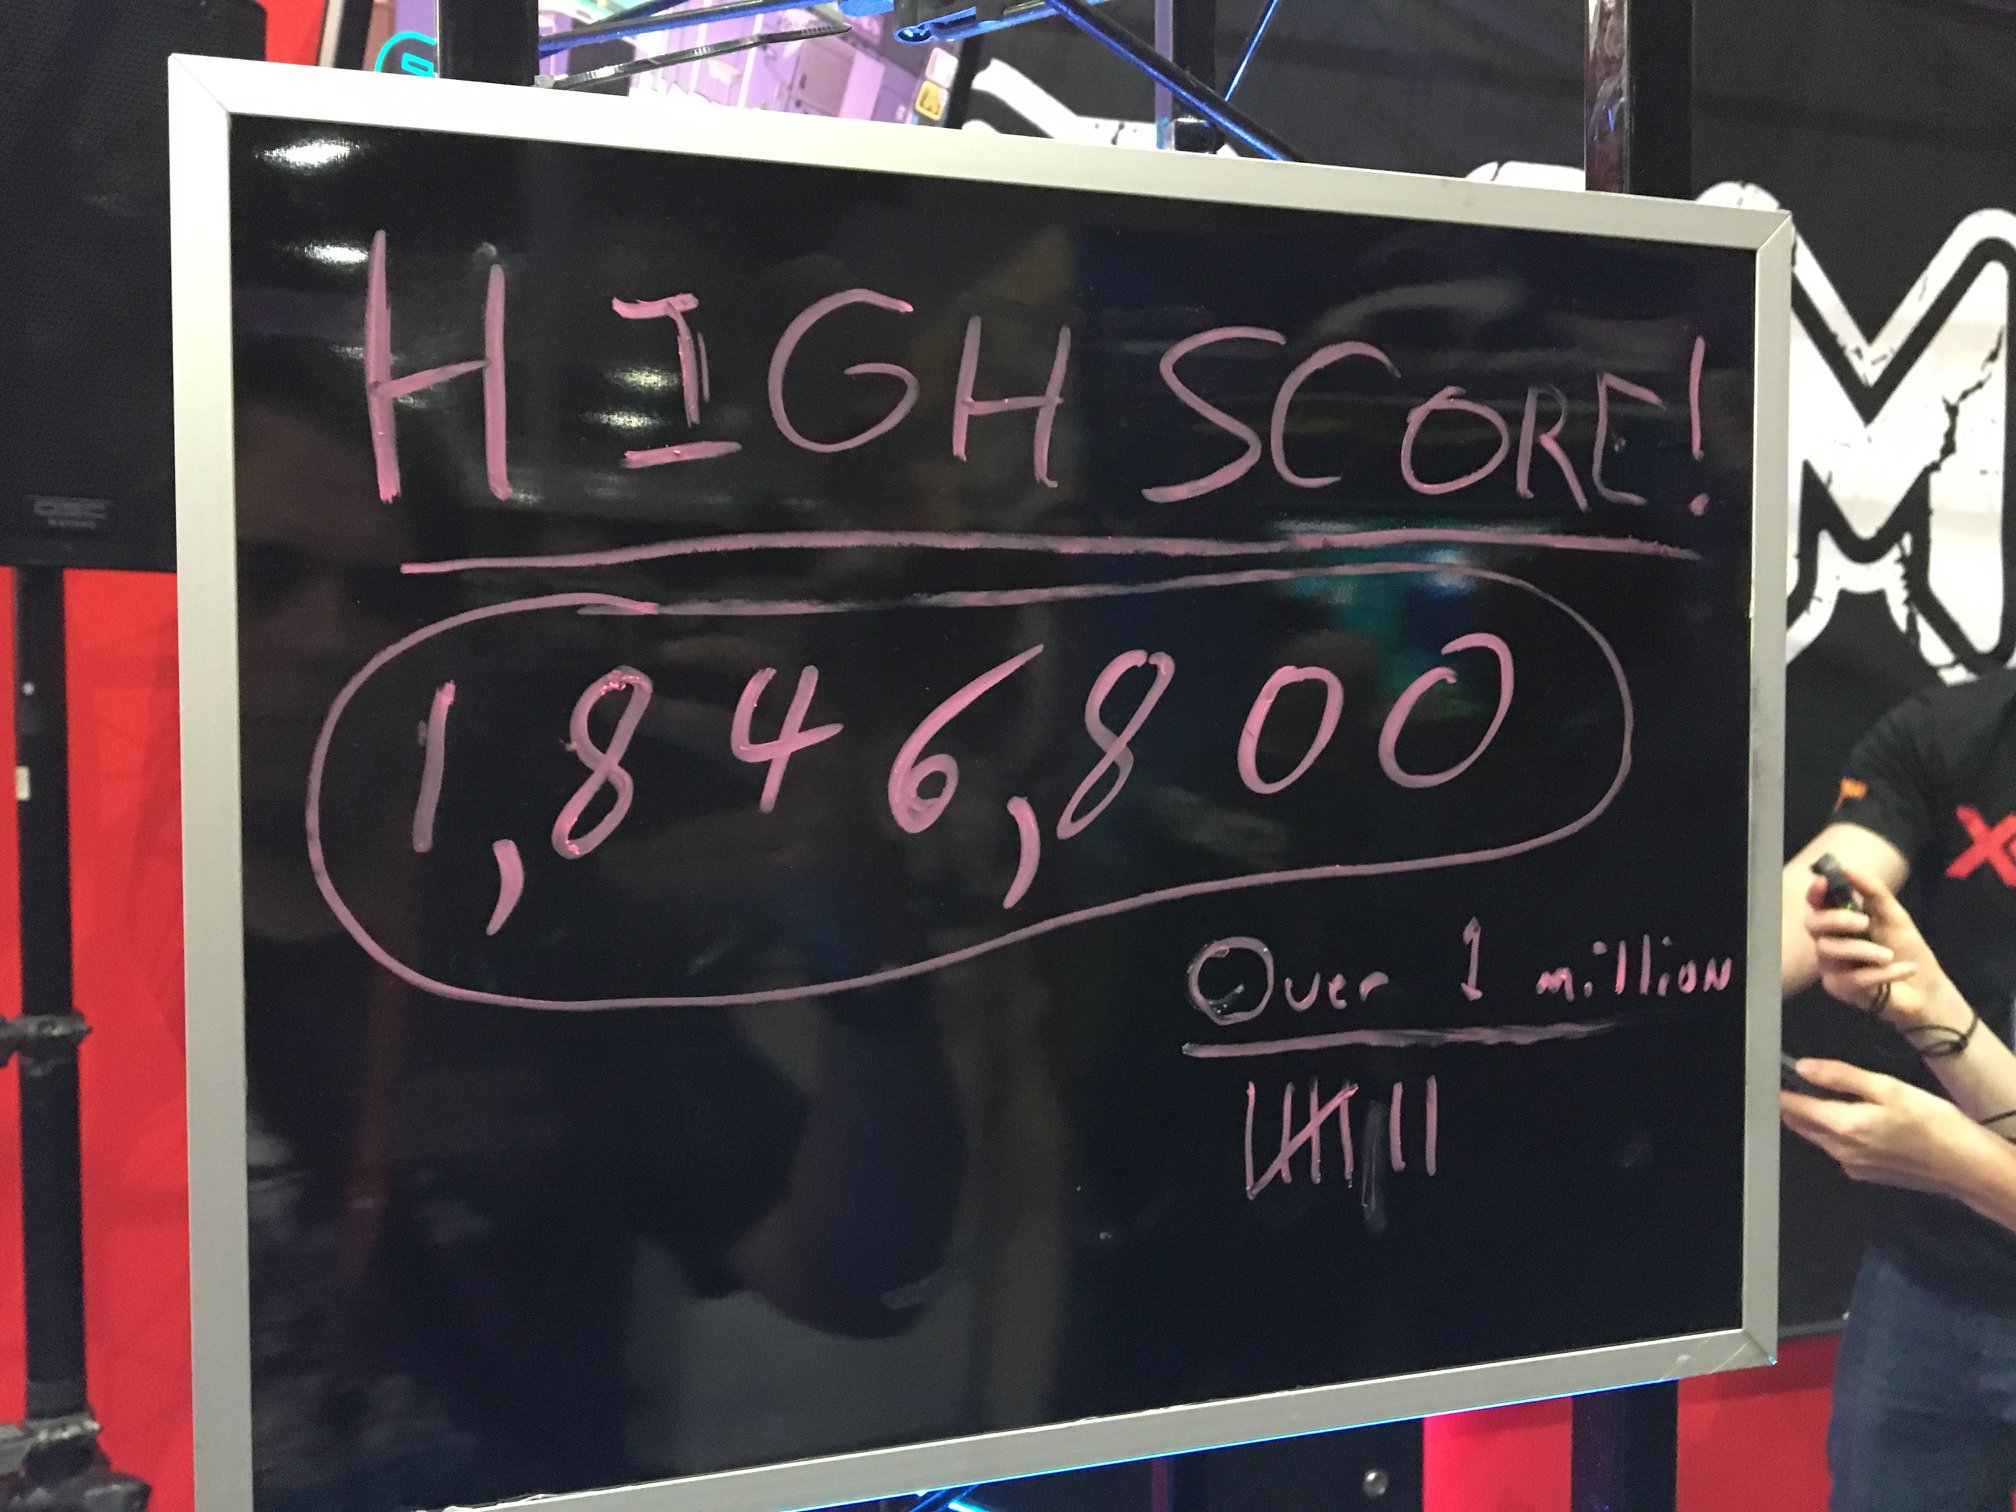 HIGH SCORE!
1,846,800
Over 1 million